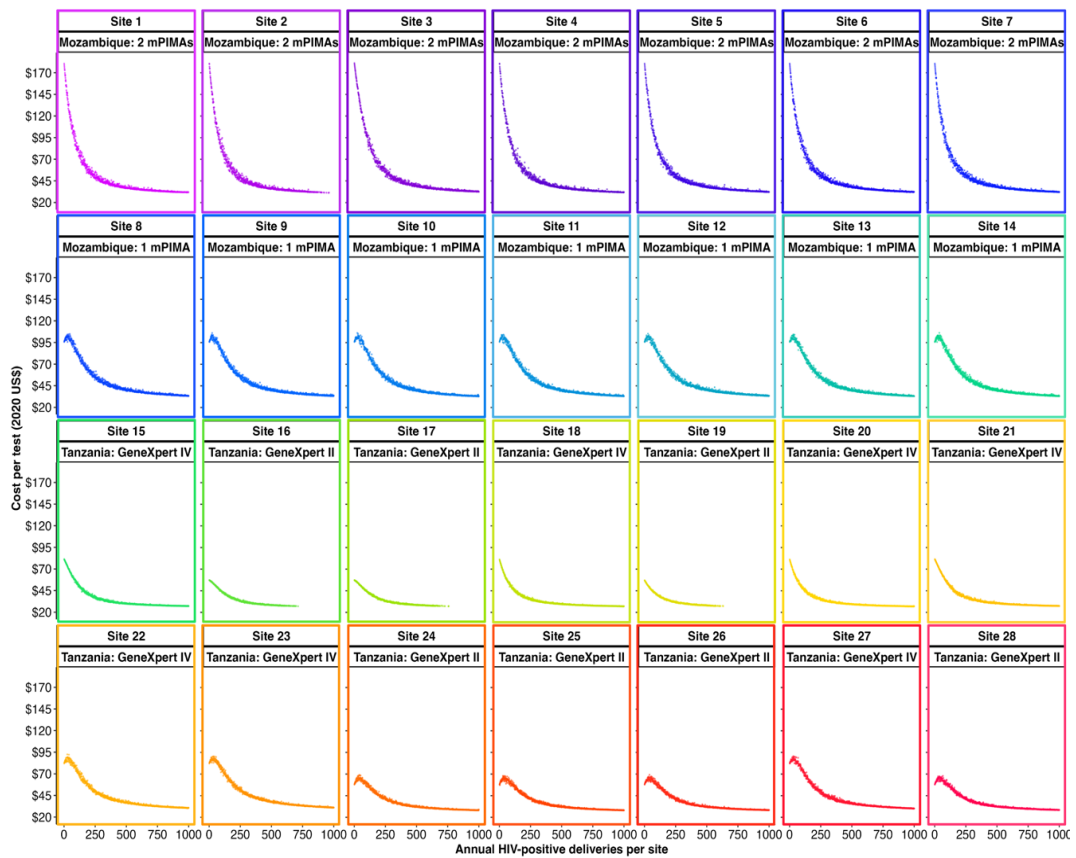 Site 1 Site 2 Site 3 Site 4 Site 5 Site 6 Site 7
Mozambique: 2 mPIMAs Mozambique: 2 mPIMAs Mozambique: 2 mPIMAs Mozambique: 2 mPIMAs Mozambique: 2 mPIMAs Mozambique: 2 mPIMAs Mozambique: 2 mPIMAs
$170
$145
$120
$95
$70
$45
$20
Site 8 Site 9 Site 10 Site 11 Site 12 Site 13 Site 14
Mozambique: 1 mPIMA Mozambique: 1 mPIMA Mozambique: 1 mPIMA Mozambique: 1 mPIMA Mozambique: 1 mPIMA Mozambique: 1 mPIMA Mozambique: 1 mPIMA
$170
$145
$120
$95
$70
$45
$20
Cost per test (2020 US$)
Site 15 Site 16 Site 17 Site 18 Site 19 Site 20 Site 21
Tanzania: GeneXpert IV Tanzania: GeneXpert II Tanzania: GeneXpert II Tanzania: GeneXpert IV Tanzania: GeneXpert II Tanzania: GeneXpert IV Tanzania: GeneXpert IV
$170
$145
$120
$95
$70
$45
$20
Site 22 Site 23 Site 24 Site 25 Site 26 Site 27 Site 28
Tanzania: GeneXpert IV Tanzania: GeneXpert IV Tanzania: GeneXpert II Tanzania: GeneXpert II Tanzania: GeneXpert II Tanzania: GeneXpert IV Tanzania: GeneXpert II
$170
$145
$120
$95
$70
$45
$20
0 250 500 750 1000 0 250 500 750 1000 0 250 500 750 1000 0 250 500 750 1000 0 250 500 750 1000 0 250 500 750 1000 0 250 500 750 1000
Annual HIV-positive deliveries per site